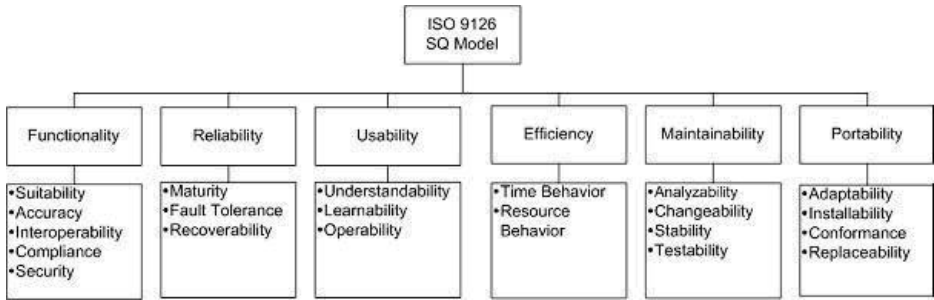 ISO 9126
SQ Model
Functionality
Reliability
Usability
Efficiency
Maintainability
Portability
•Suitability
•Accuracy
•Interoperability
•Compliance
•Security
•Maturity
•Fault Tolerance
•Recoverability
•Understandability
•Learnability
•Operability
•Time Behavior
•Resource
Behavior
•Analyzability
•Changeability
•Stability
•Testability
•Adaptability
•Installability
•Conformance
•Replaceability